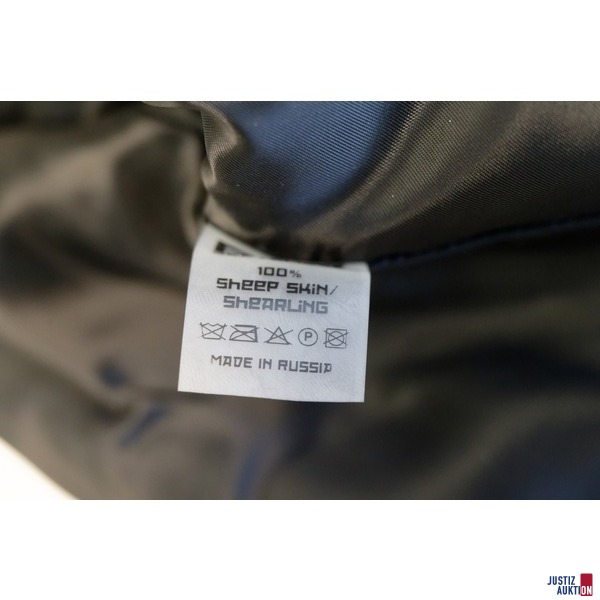 100%
SHEEP SKIN/
SHEARLING
P
MADE IN RUSSIA
JUSTIZ
AUKTION